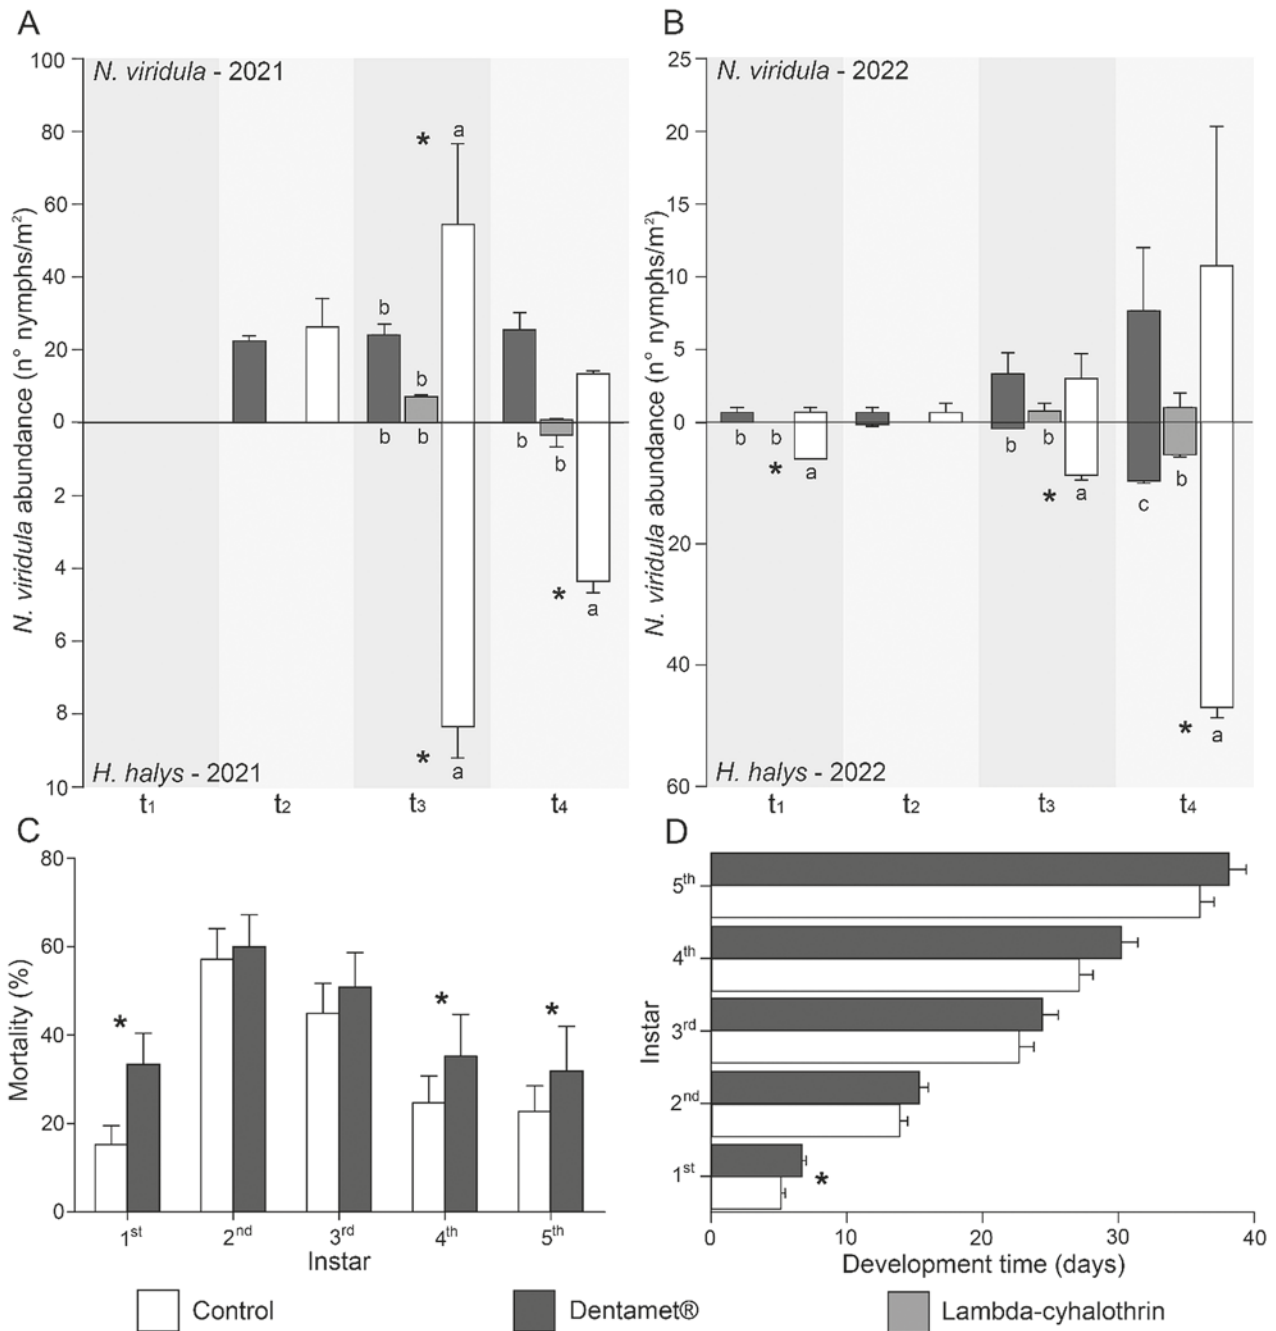 A
N. viridula - 2021
100
80
60
40
20
0
2
4
6
8
10
N. viridula abundance (n° nymphs/m²)
* a
b
b
b b
b
b
* a
* a
H. halys - 2021
t1 t2 t3 t4
B
N. viridula - 2022
25
20
15
10
5
0
20
40
60
N. viridula abundance (n° nymphs/m²)
b b
* a
b b
* a
c
b
* a
H. halys - 2022
t1 t2 t3 t4
C
80
60
40
20
0
Mortality (%)
* * *
1st 2nd 3rd 4th 5th
Instar
D
5th
4th
3rd
2nd
1st
Instar
*
0 10 20 30 40
Development time (days)
Control Dentamet® Lambda-cyhalothrin